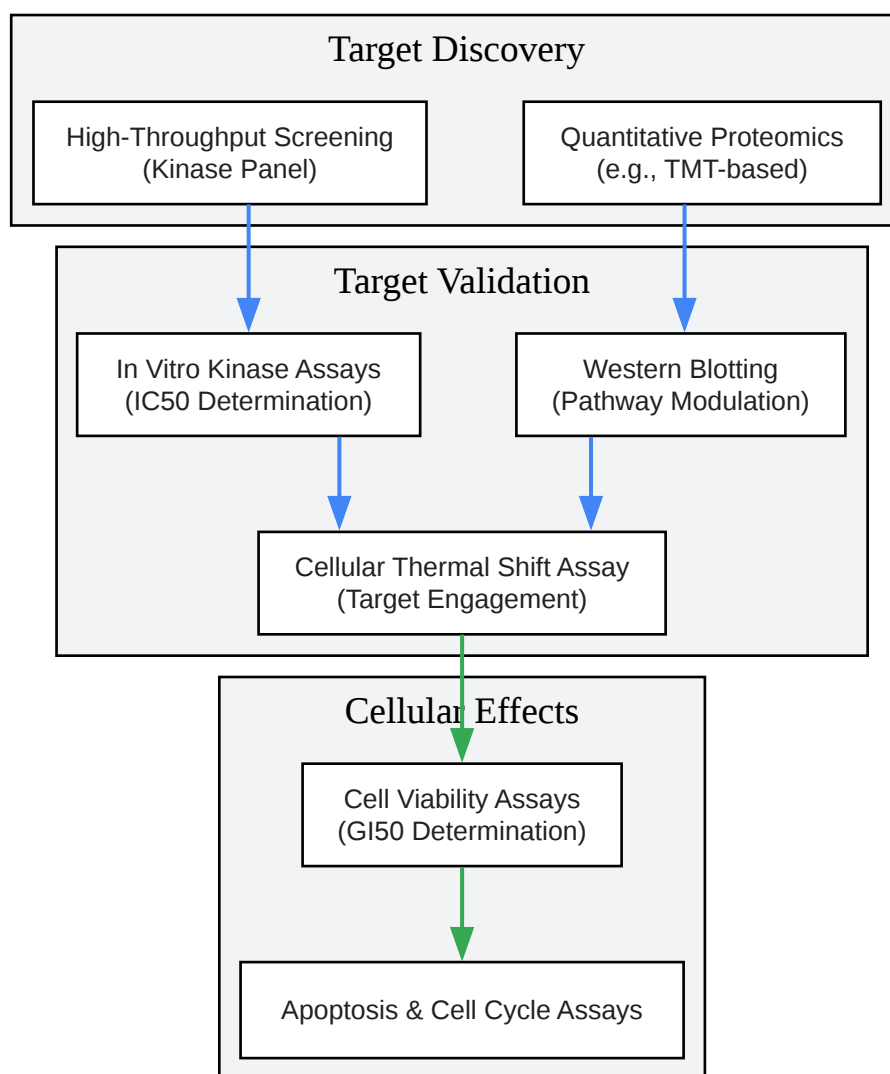 Target Discovery
High-Throughput Screening
(Kinase Panel)
Quantitative Proteomics
(e.g., TMT-based)
Target Validation
In Vitro Kinase Assays
(IC50 Determination)
Western Blotting
(Pathway Modulation)
Cellular Thermal Shift Assay
(Target Engagement)
Cellular Effects
Cell Viability Assays
(GI50 Determination)
Apoptosis & Cell Cycle Assays